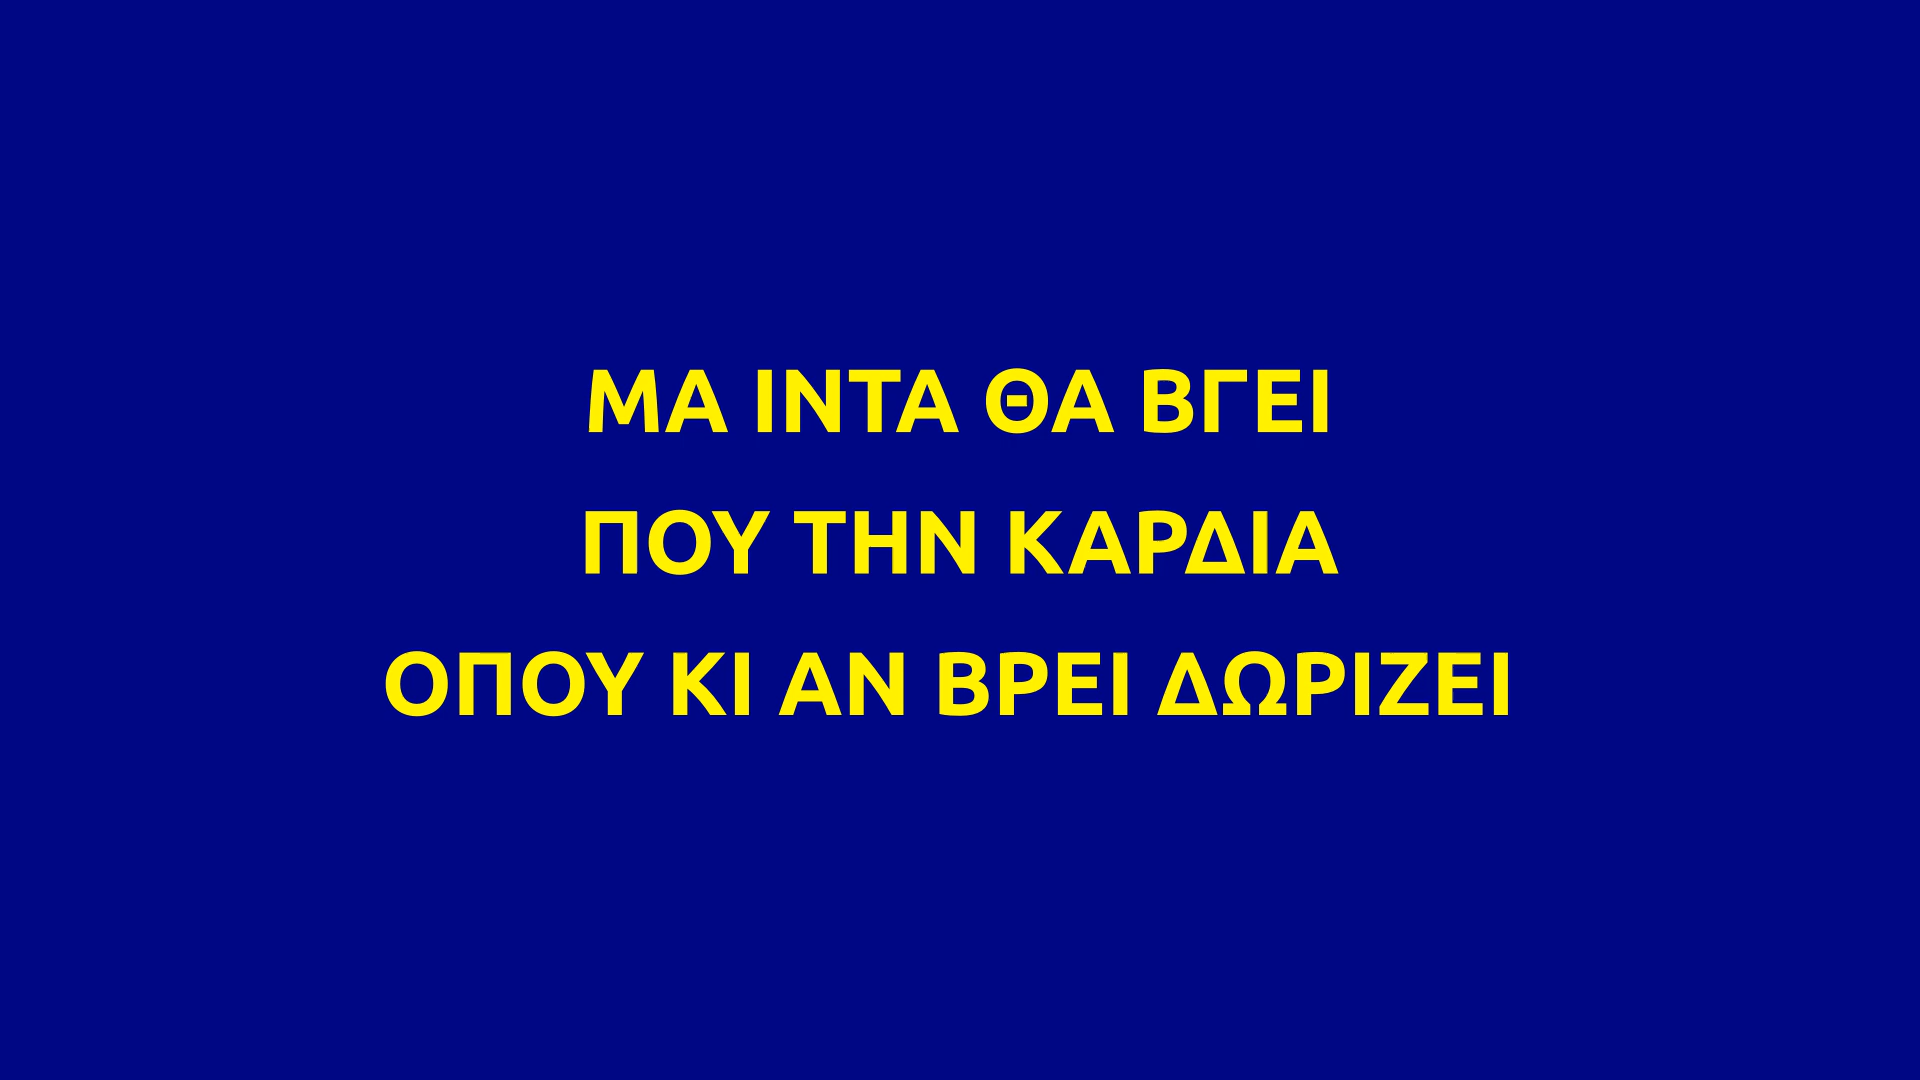 ΜΑ ΙΝΤΑ ΘΑ ΒΓΕΙ
ΠΟΥ ΤΗΝ ΚΑΡΔΙΑ
ΟΠΟΥ ΚΙ ΑΝ ΒΡΕΙ ΔΩΡΙΖΕΙ